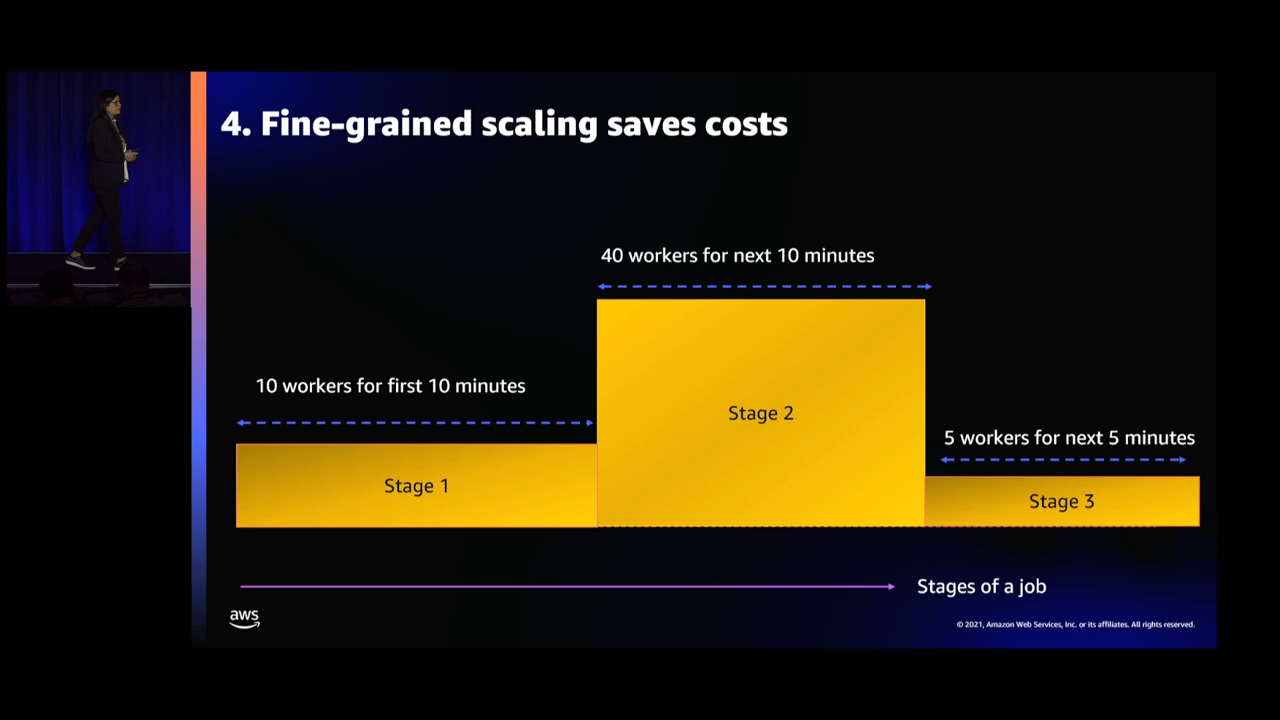 4. Fine-grained scaling saves costs
40 workers for next 10 minutes
10 workers for first 10 minutes
Stage 2
5 workers for next 5 minutes
Stage 1
Stage 3
Stages of a job
aws
© 2021, Amazon Web Services, Inc. or its affiliates. All rights reserved.